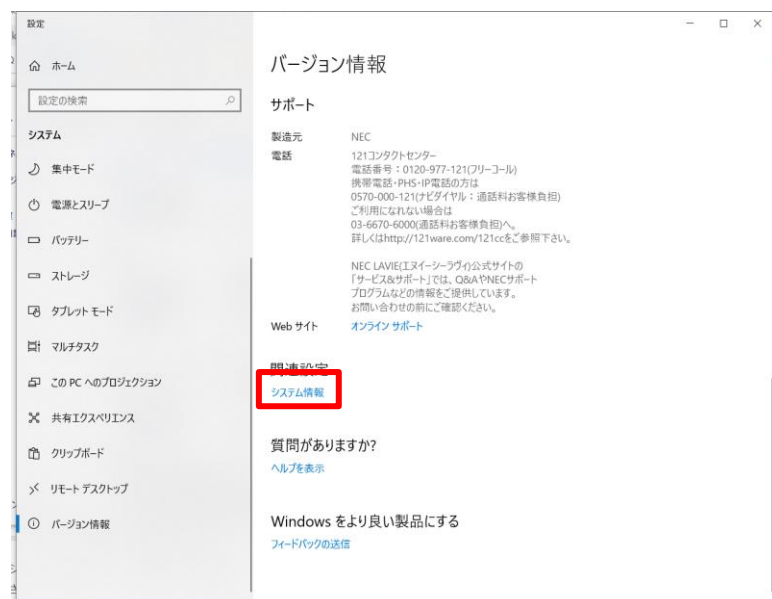 設定
ホーム
設定の検索
システム
集中モード
電源とスリープ
バッテリー
ストレージ
タブレット モード
マルチタスク
この PC へのプロジェクション
共有エクスペリエンス
クリップボード
リモート デスクトップ
バージョン情報
バージョン情報
サポート
製造元 NEC
電話 121コンタクトセンター
電話番号：0120-977-121(フリーコール)
携帯電話・PHS・IP電話の方は
0570-000-121(ナビダイヤル：通話料お客様負担)
ご利用になれない場合は
03-6670-6000(通話料お客様負担)へ。
詳しくはhttp://121ware.com/121ccをご参照下さい。
NEC LAVIE(エヌイーシーラヴィ)公式サイトの
「サービス&サポート」では、Q&AやNECサポート
プログラムなどの情報をご提供しています。
お問い合わせの前にご確認ください。
Web サイト オンライン サポート
関連設定
システム情報
質問がありますか?
ヘルプを表示
Windows をより良い製品にする
フィードバックの送信